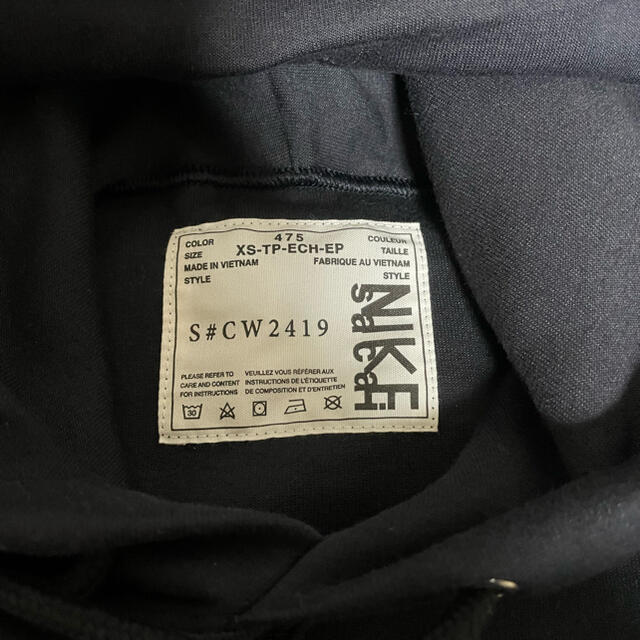 COLOR 475 COULEUR
SIZE XS-TP-ECH-EP TAILLE
MADE IN VIETNAM FABRIQUE AU VIETNAM
STYLE STYLE
S#CW2419
NIKE
sacai
PLEASE REFER TO VEUILLEZ VOUS RÉFÉRER AUX
CARE AND CONTENT INSTRUCTIONS DE L'ÉTIQUETTE
FOR INSTRUCTIONS DE COMPOSITION ET D'ENTRETIEN
30